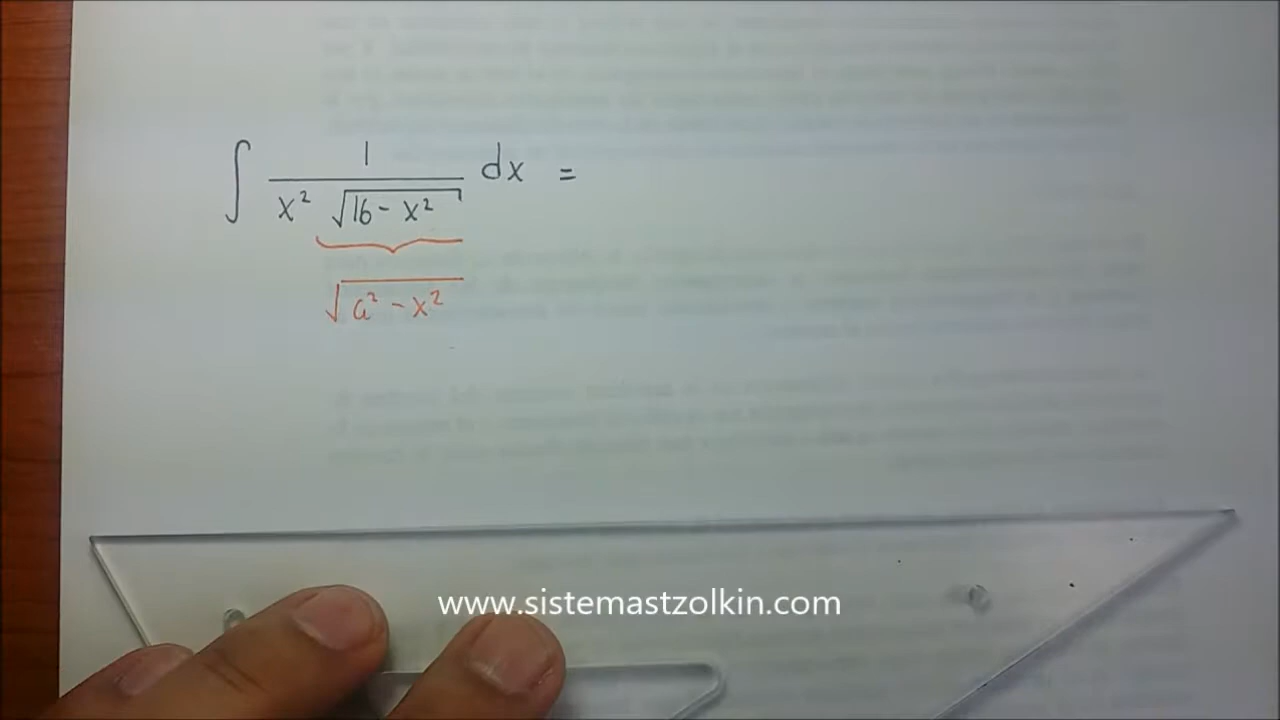 ∫ 1 / (x² √(16 - x²)) dx =
√(a² - x²)
www.sistemastzolkin.com